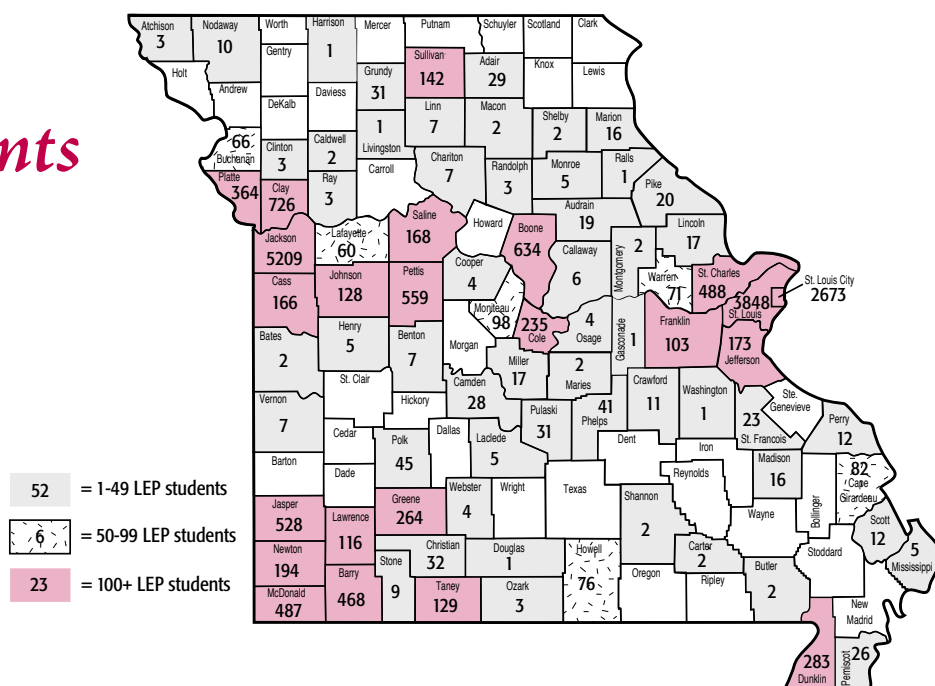 nts
Atchison
3
Nodaway
10
Worth
Gentry
Harrison
1
Mercer
Putnam
Schuyler
Scotland
Clark
Holt
Andrew
DeKalb
Daviess
Grundy
31
Sullivan
142
Adair
29
Knox
Lewis
66
Buchanan
Clinton
3
Caldwell
2
1
Livingston
Linn
7
Macon
2
Shelby
2
Marion
16
Platte
364
Clay
726
Ray
3
Carroll
Chariton
7
Randolph
3
Monroe
5
Ralls
1
Pike
20
Audrain
19
Jackson
5209
Lafayette
60
Saline
168
Howard
Boone
634
Callaway
6
Montgomery
2
Lincoln
17
Warren
71
St. Charles
488
3848
St. Louis
St. Louis City
2673
Cass
166
Johnson
128
Pettis
559
Cooper
4
Moniteau
98
235
Cole
4
Osage
Gasconade
1
Franklin
103
173
Jefferson
Bates
2
Henry
5
Benton
7
Morgan
Miller
17
2
Maries
Crawford
11
Washington
1
Ste.
Genevieve
Vernon
7
St. Clair
Hickory
Camden
28
Pulaski
31
41
Phelps
23
St. Francois
Perry
12
Barton
Cedar
Dade
Polk
45
Dallas
Laclede
5
Dent
Iron
Reynolds
Madison
16
82
Cape
Girardeau
Bollinger
52
= 1-49 LEP students
6
= 50-99 LEP students
23
= 100+ LEP students
Jasper
528
Lawrence
116
Greene
264
Webster
4
Wright
Texas
Shannon
2
Wayne
Scott
12
5
Mississippi
Stoddard
Newton
194
McDonald
487
Barry
468
Stone
9
Christian
32
Taney
129
Douglas
1
Ozark
3
Howell
76
Oregon
Carter
2
Ripley
Butler
2
New
Madrid
283
Dunklin
Pemiscot
26